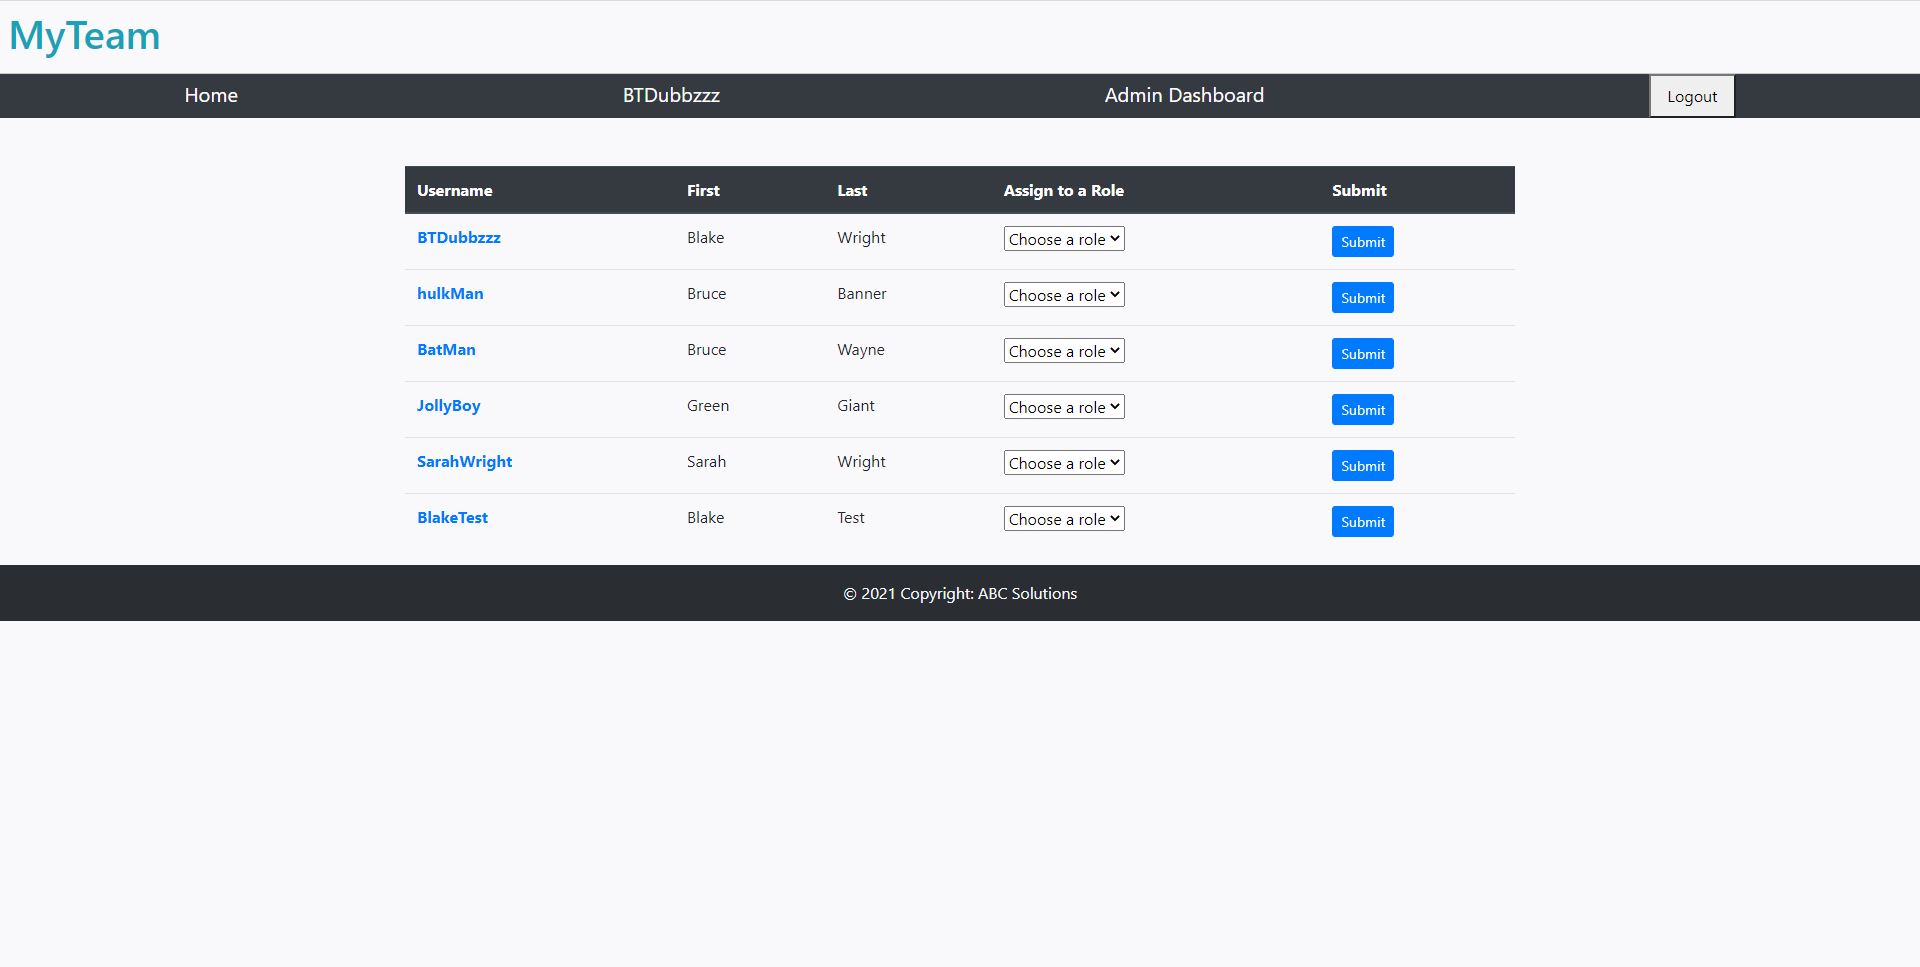 MyTeam
Home BTDubbzzz Admin Dashboard Logout
Username First Last Assign to a Role Submit
BTDubbzzz Blake Wright Choose a role Submit
hulkMan Bruce Banner Choose a role Submit
BatMan Bruce Wayne Choose a role Submit
JollyBoy Green Giant Choose a role Submit
SarahWright Sarah Wright Choose a role Submit
BlakeTest Blake Test Choose a role Submit
© 2021 Copyright: ABC Solutions